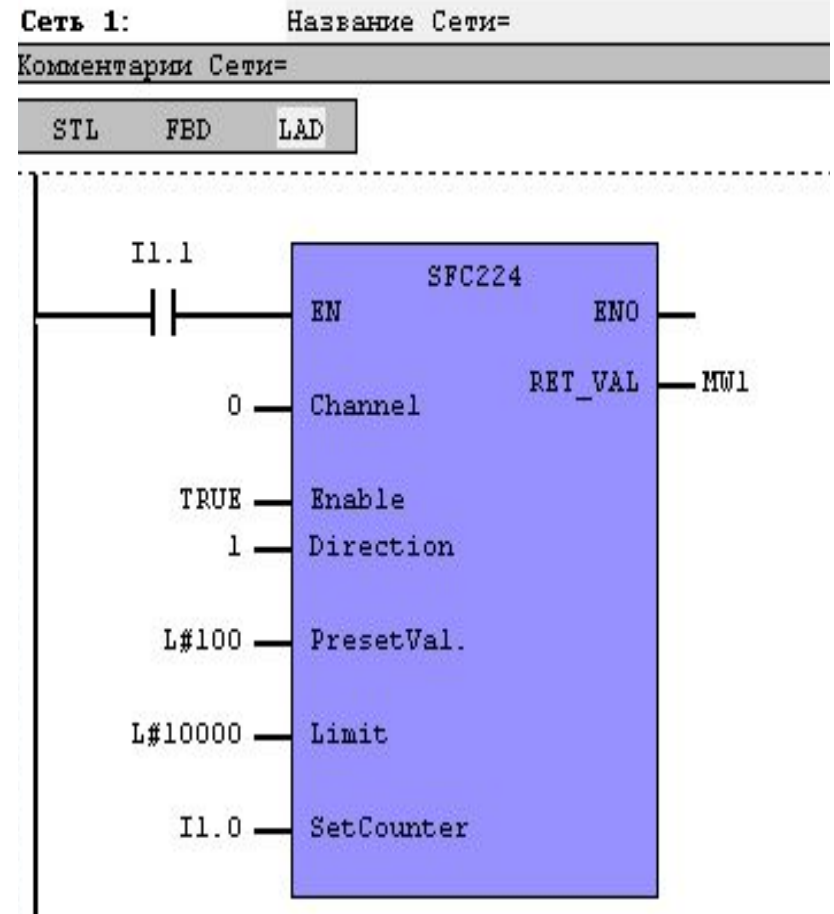 Сеть 1: Название Сети=
Комментарии Сети=
STL FBD LAD
I1.1
SFC224
EN ENO
RET_VAL MW1
0 Channel
TRUE Enable
1 Direction
L#100 PresetVal.
L#10000 Limit
I1.0 SetCounter